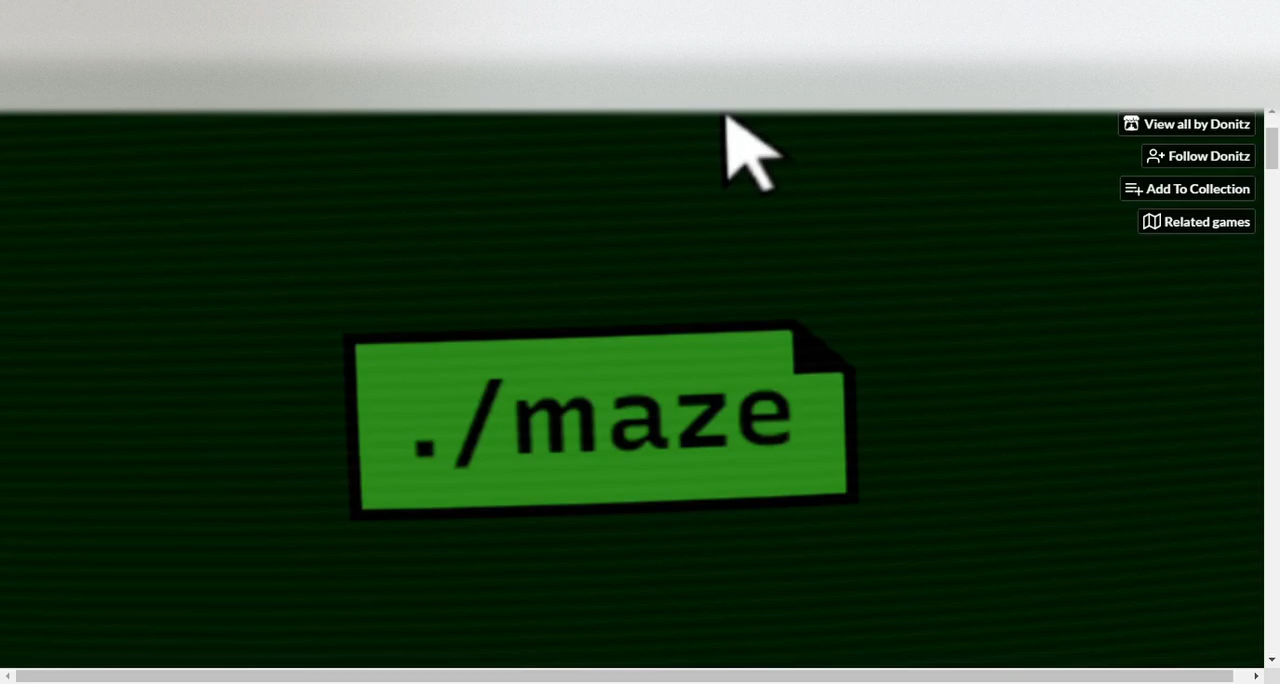 View all by Donitz
Follow Donitz
Add To Collection
Related games
./maze